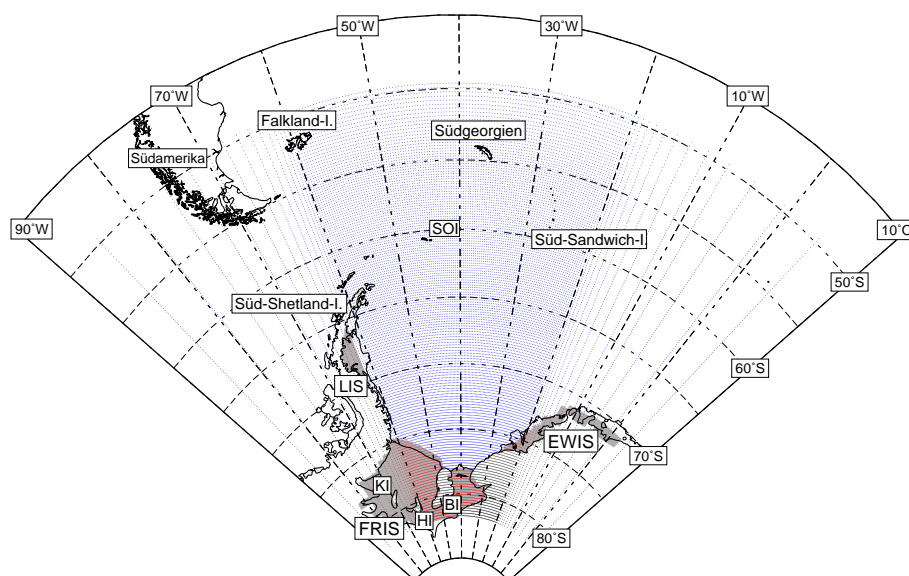 50°W
30°W
70°W
10°W
Falkland-I.
Südgeorgien
Südamerika
90°W
SOI
Süd-Sandwich-I.
10°O
50°S
Süd-Shetland-I.
60°S
LIS
EWIS
70°S
KI
BI
HI
FRIS
80°S